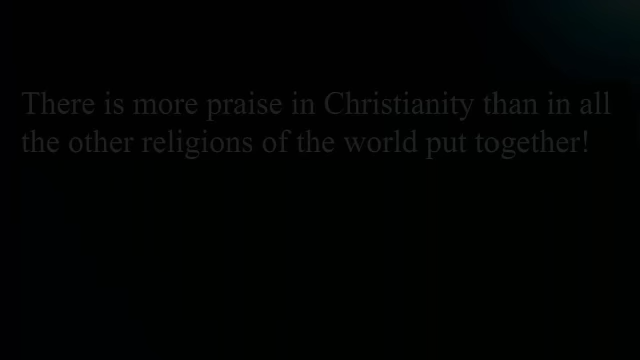 There is more praise in Christianity than in all
the other religions of the world put together!